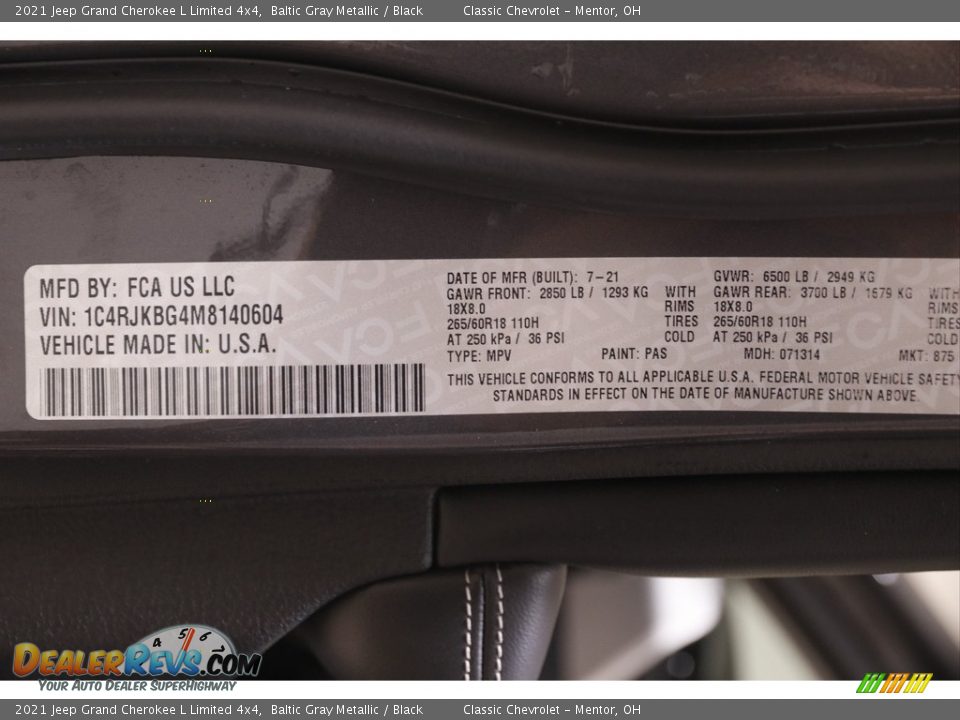 2021 Jeep Grand Cherokee L Limited 4x4, Baltic Gray Metallic / Black Classic Chevrolet - Mentor, OH
MFD BY: FCA US LLC
VIN: 1C4RJKBG4M8140604
VEHICLE MADE IN: U.S.A.
DATE OF MFR (BUILT): 7-21 GVWR: 6500 LB / 2949 KG
GAWR FRONT: 2850 LB / 1293 KG WITH GAWR REAR: 3700 LB / 1679 KG WITH
18X8.0 RIMS 18X8.0 RIMS
265/60R18 110H TIRES 265/60R18 110H TIRES
AT 250 kPa / 36 PSI COLD AT 250 kPa / 36 PSI COLD
TYPE: MPV PAINT: PAS MDH: 071314 MKT: 875
THIS VEHICLE CONFORMS TO ALL APPLICABLE U.S.A. FEDERAL MOTOR VEHICLE SAFETY
STANDARDS IN EFFECT ON THE DATE OF MANUFACTURE SHOWN ABOVE.
4 5 6
DealerRevs.com
Your Auto Dealer SuperHighway
2021 Jeep Grand Cherokee L Limited 4x4, Baltic Gray Metallic / Black Classic Chevrolet - Mentor, OH